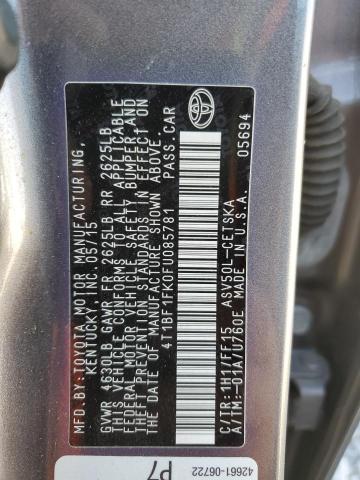 MFD.BY:TOYOTA MOTOR MANUFACTURING,
KENTUCKY, INC. 05/15
GVWR 4630LB GAWR FR 2625LB RR 2625LB
THIS VEHICLE CONFORMS TO ALL APPLICABLE
FEDERAL MOTOR VEHICLE SAFETY, BUMPER, AND
THEFT PREVENTION STANDARDS IN EFFECT ON
THE DATE OF MANUFACTURE SHOWN ABOVE.
4T1BF1FK0FU085781 PASS.CAR
C/TR:1H1A/FF15 ASV50L-CETSKA
A/TM:-01A/U760E MADE IN U.S.A. 05694
42661-06722